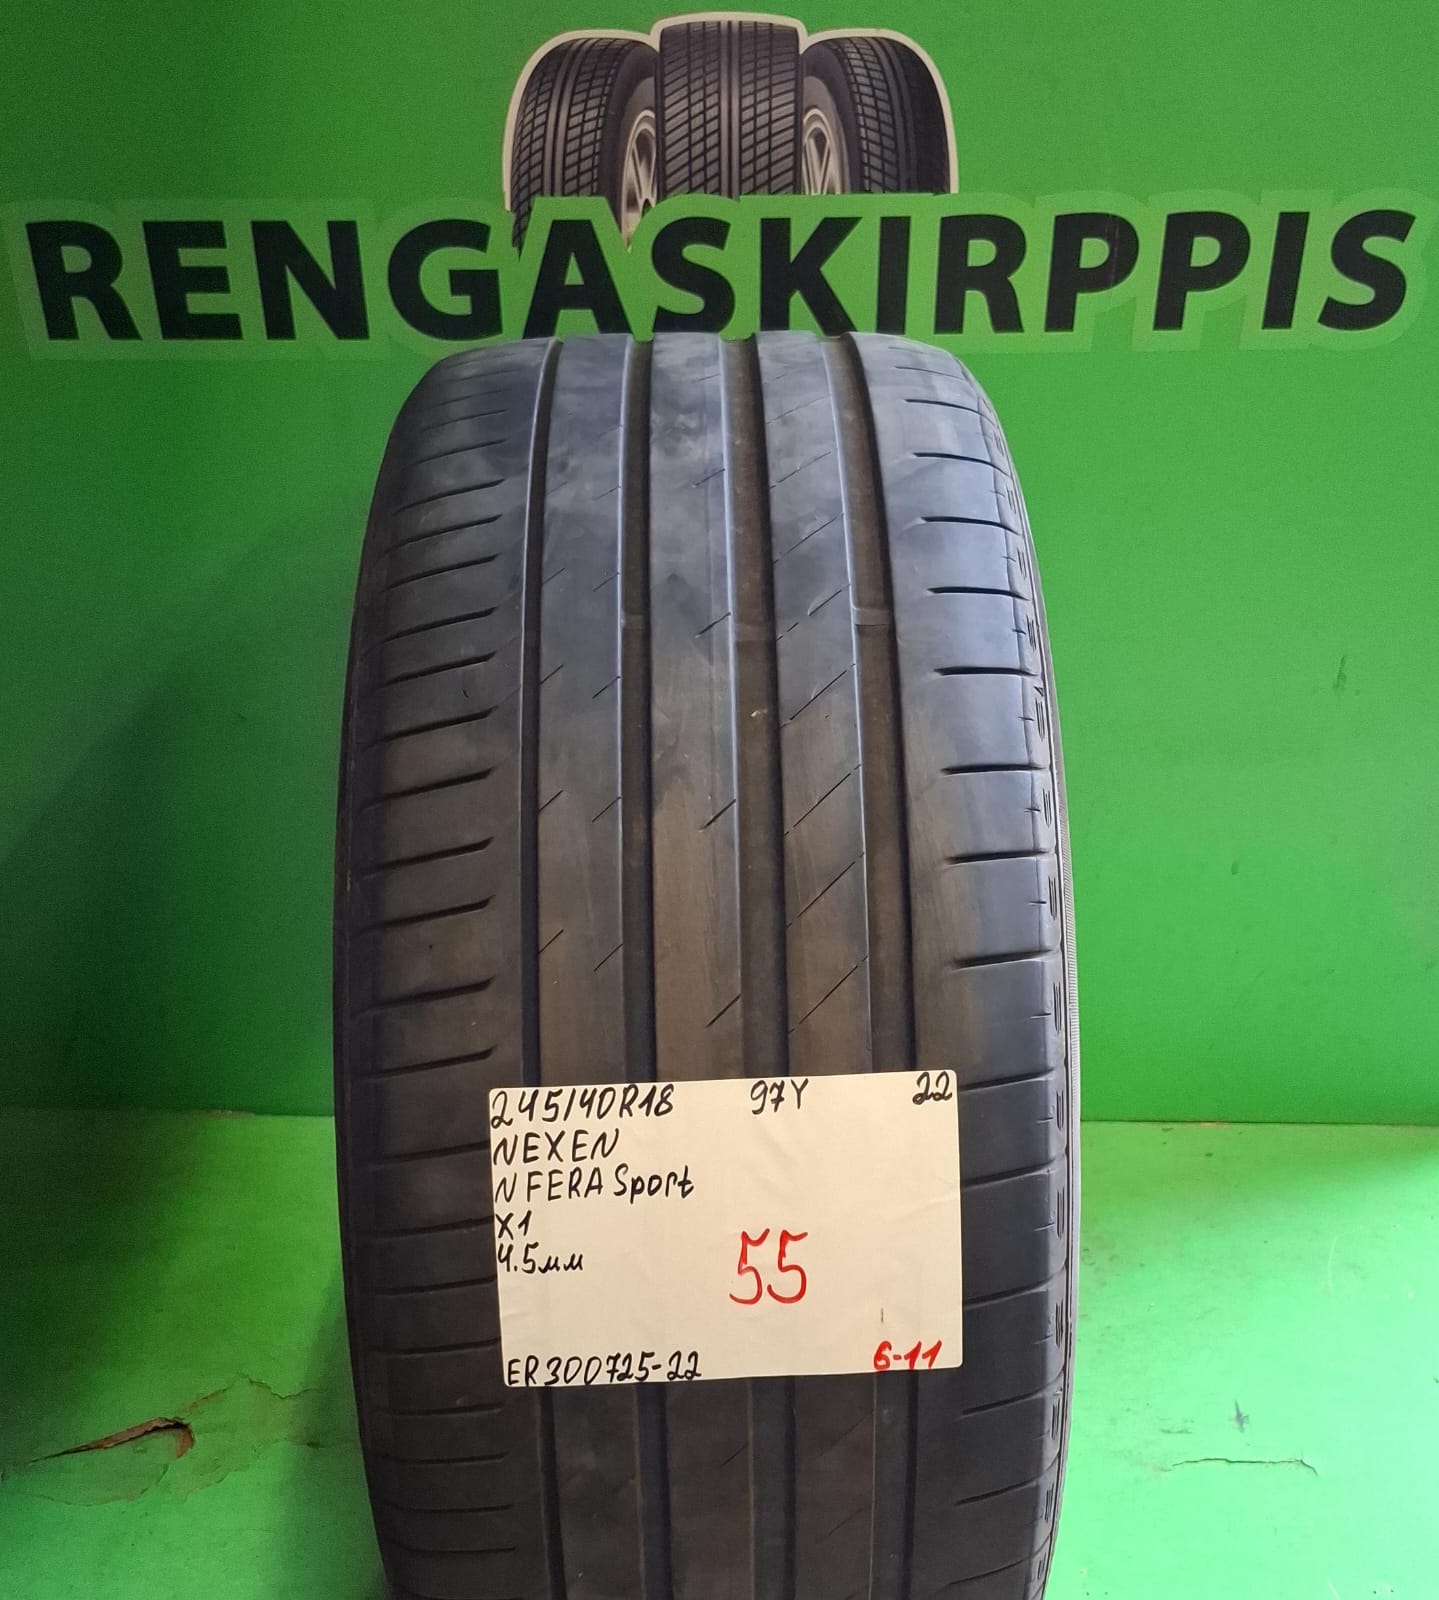 RENGASKIRPPIS
245/40R18 97Y 22
NEXEN
N FERA Sport
X1
4.5мм
55
ER300725-22 6-11